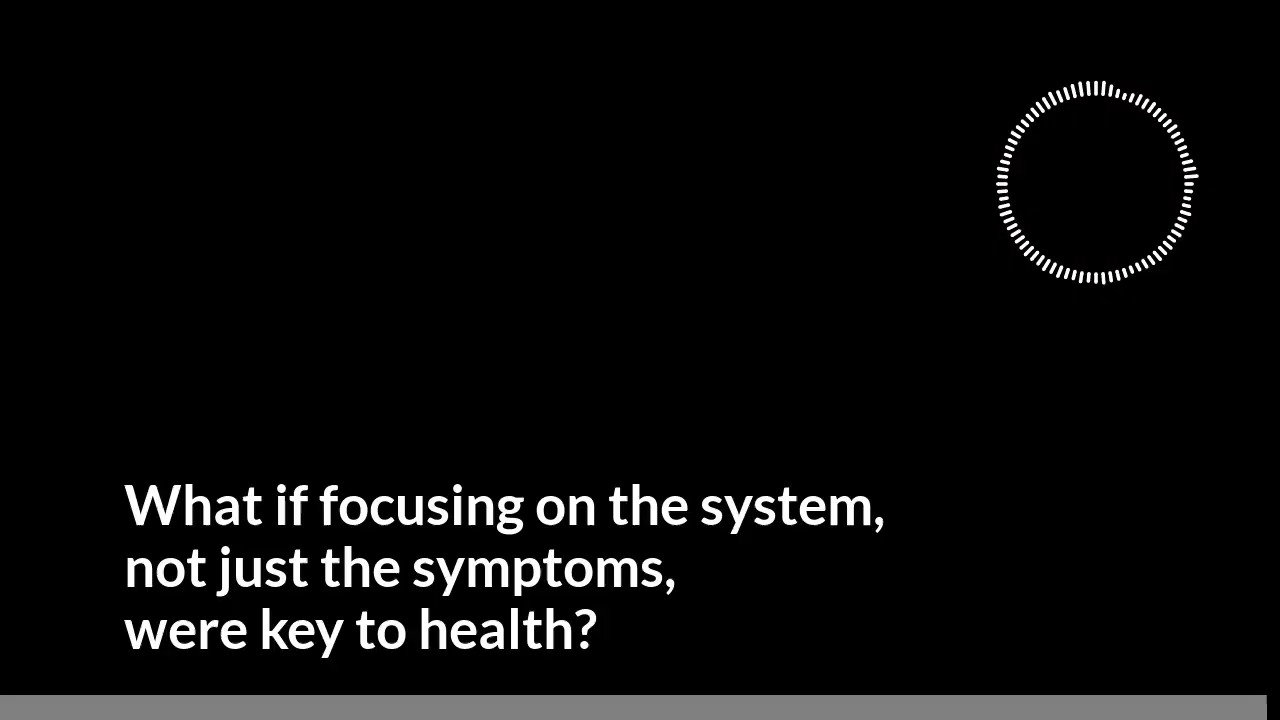 What if focusing on the system,
not just the symptoms,
were key to health?